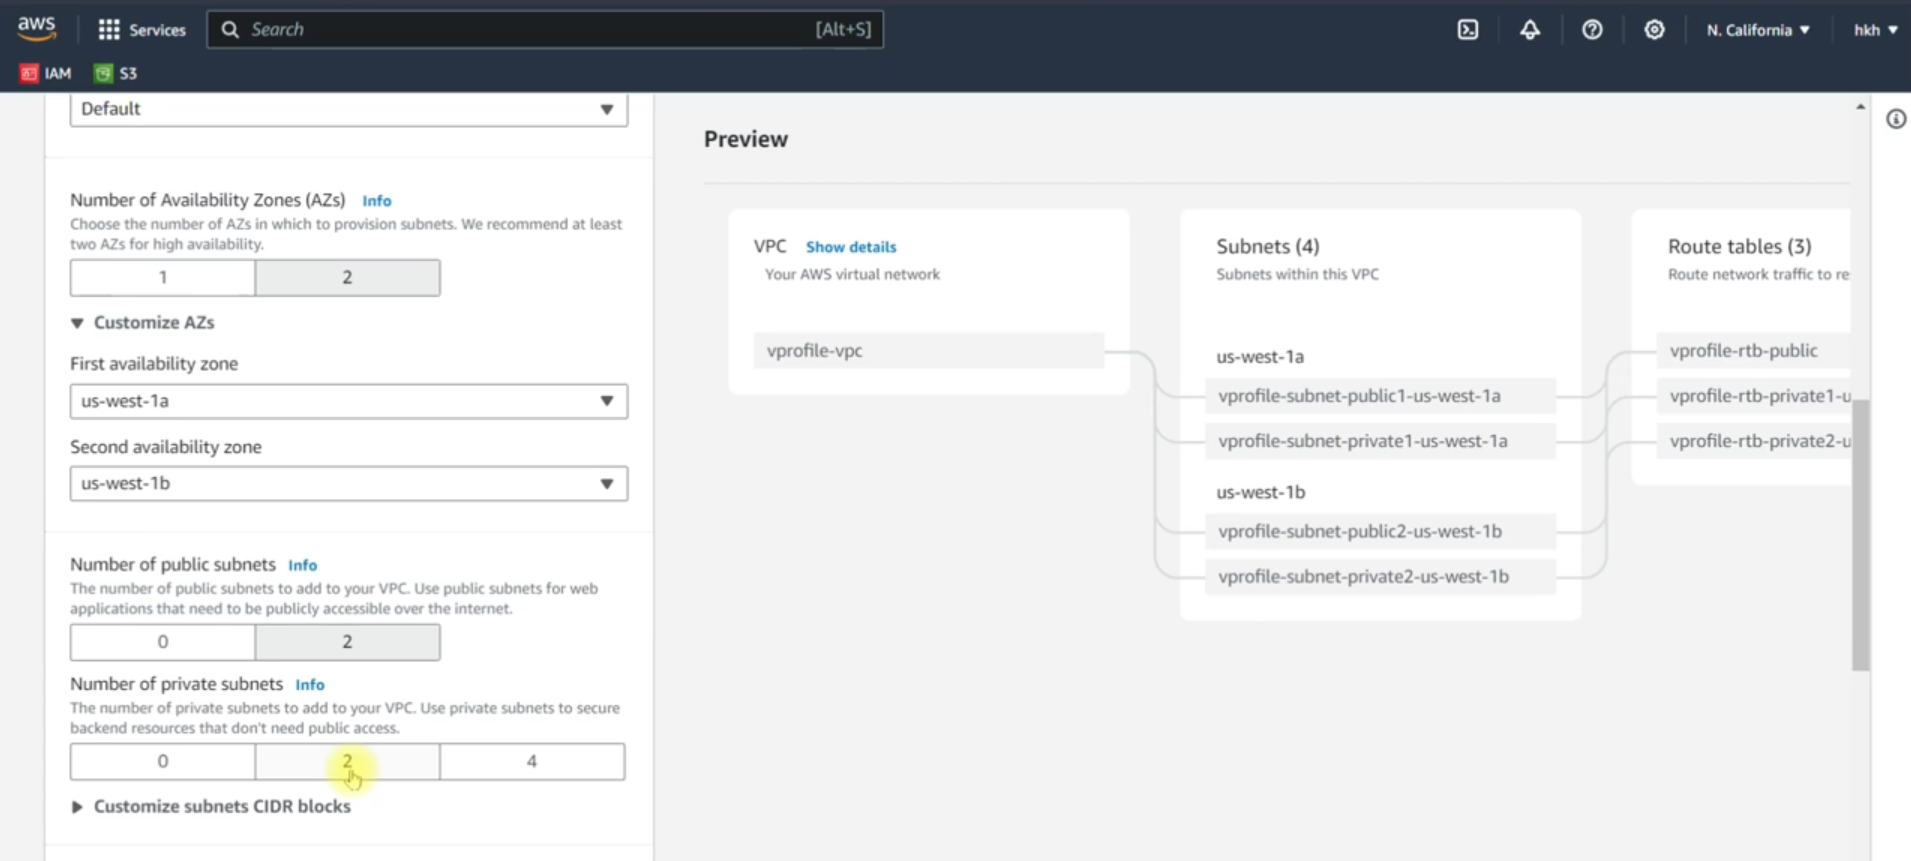 aws
Services
Search
[Alt+S]
N. California
hkh
IAM
S3
Default
Number of Availability Zones (AZs) Info
Choose the number of AZs in which to provision subnets. We recommend at least
two AZs for high availability.
1
2
Customize AZs
First availability zone
us-west-1a
Second availability zone
us-west-1b
Number of public subnets Info
The number of public subnets to add to your VPC. Use public subnets for web
applications that need to be publicly accessible over the internet.
0
2
Number of private subnets Info
The number of private subnets to add to your VPC. Use private subnets to secure
backend resources that don't need public access.
0
2
4
Customize subnets CIDR blocks
Preview
VPC Show details
Your AWS virtual network
vprofile-vpc
Subnets (4)
Subnets within this VPC
us-west-1a
vprofile-subnet-public1-us-west-1a
vprofile-subnet-private1-us-west-1a
us-west-1b
vprofile-subnet-public2-us-west-1b
vprofile-subnet-private2-us-west-1b
Route tables (3)
Route network traffic to re
vprofile-rtb-public
vprofile-rtb-private1-u
vprofile-rtb-private2-u